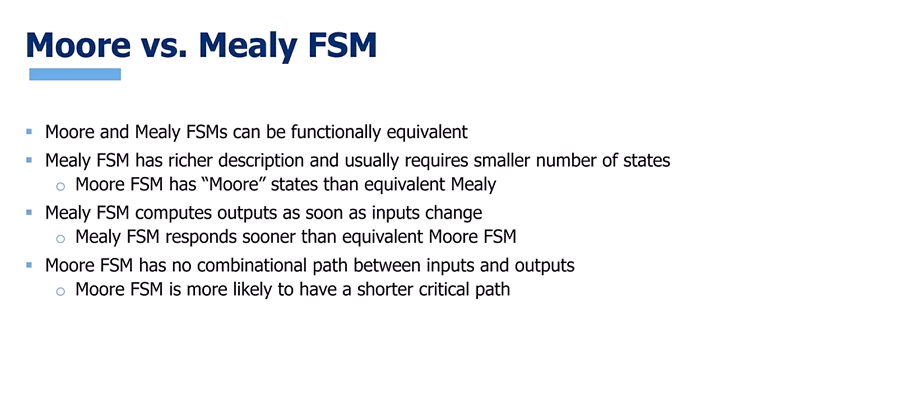 Moore vs. Mealy FSM
▪ Moore and Mealy FSMs can be functionally equivalent
▪ Mealy FSM has richer description and usually requires smaller number of states
o Moore FSM has “Moore” states than equivalent Mealy
▪ Mealy FSM computes outputs as soon as inputs change
o Mealy FSM responds sooner than equivalent Moore FSM
▪ Moore FSM has no combinational path between inputs and outputs
o Moore FSM is more likely to have a shorter critical path